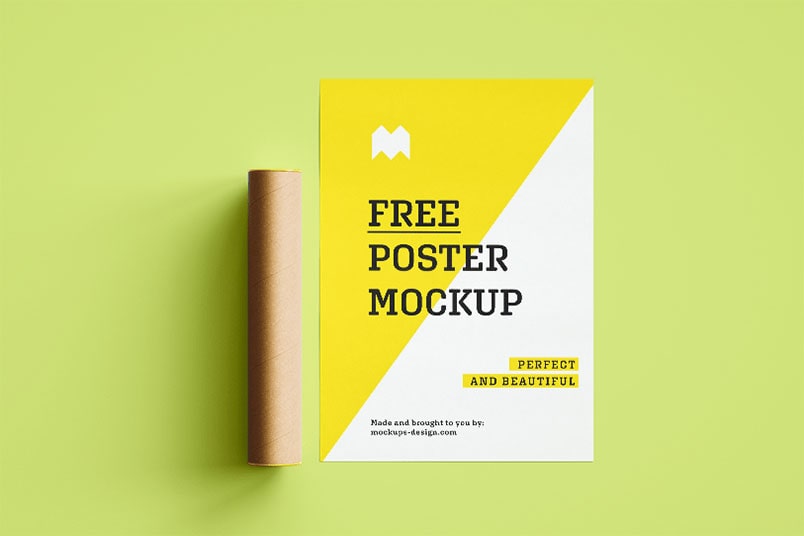 FREE
POSTER
MOCKUP
PERFECT
AND BEAUTIFUL
Made and brought to you by:
mockups-design.com